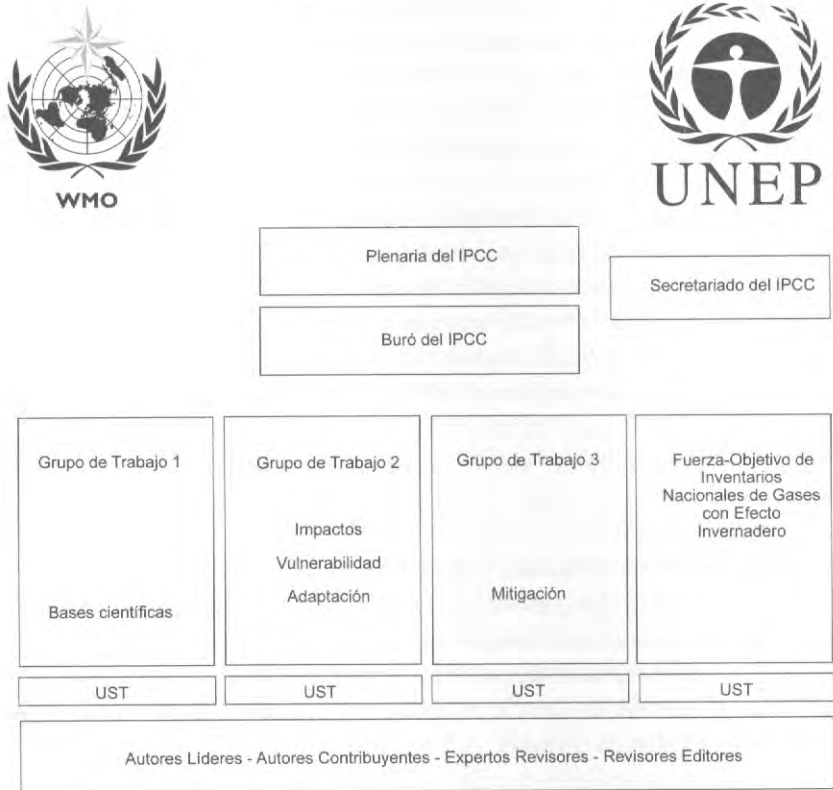 WMO
UNEP
Plenaria del IPCC
Secretariado del IPCC
Buró del IPCC
Grupo de Trabajo 1
Bases científicas
Grupo de Trabajo 2
Impactos
Vulnerabilidad
Adaptación
Grupo de Trabajo 3
Mitigación
Fuerza-Objetivo de
Inventarios
Nacionales de Gases
con Efecto
Invernadero
UST
UST
UST
UST
Autores Líderes - Autores Contribuyentes - Expertos Revisores - Revisores Editores